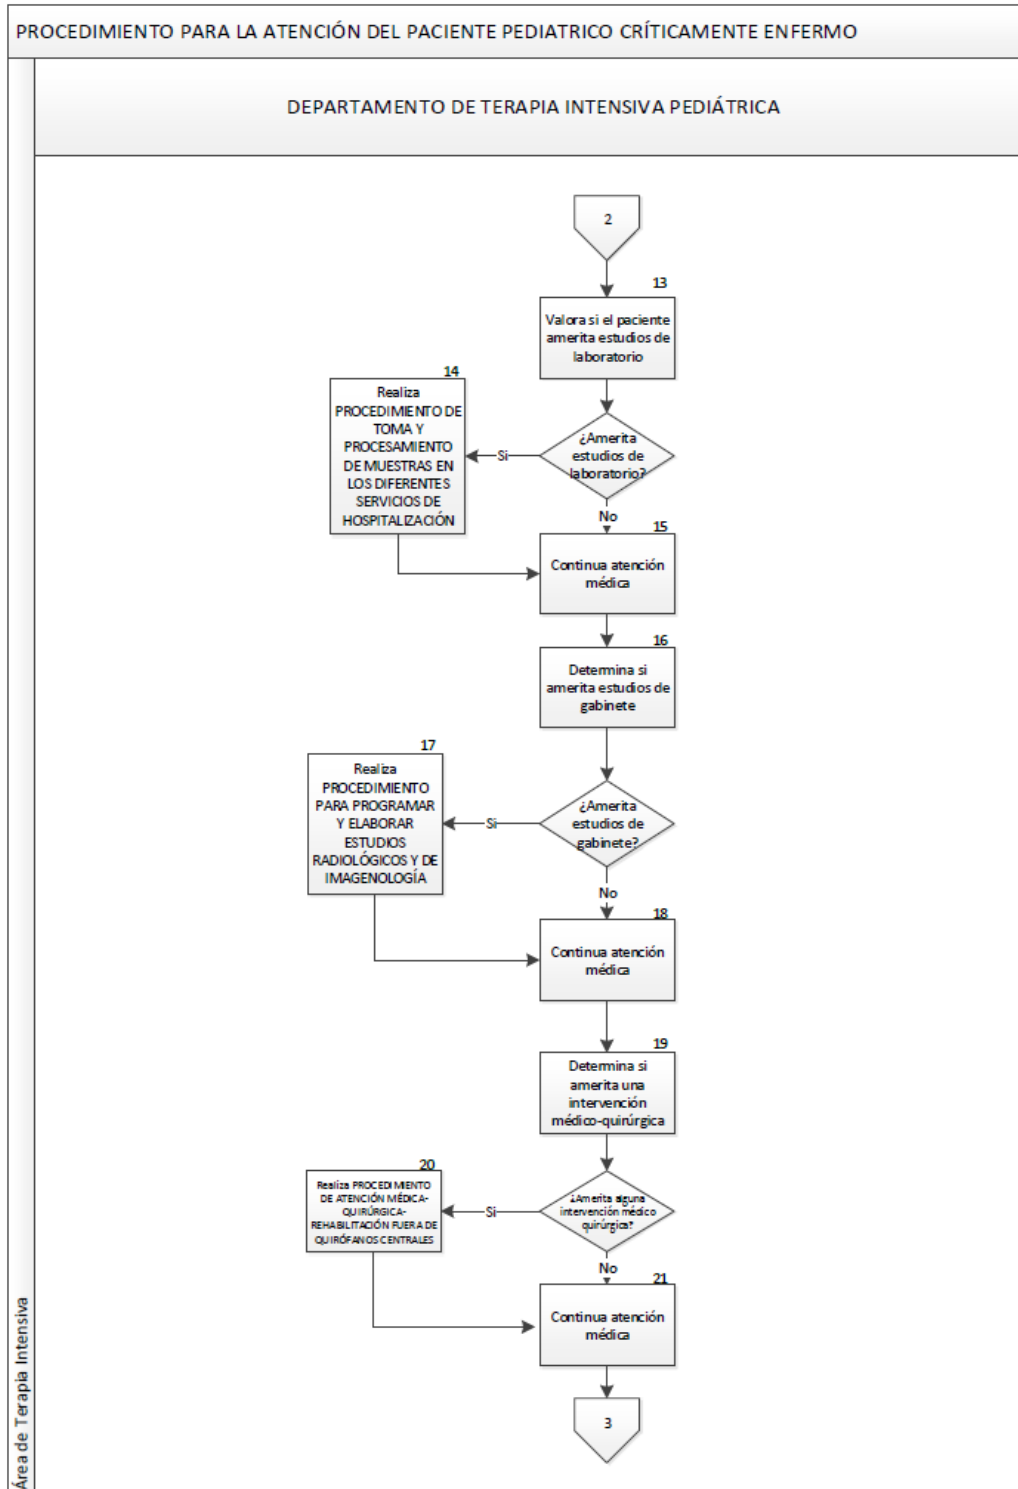 PROCEDIMIENTO PARA LA ATENCIÓN DEL PACIENTE PEDIATRICO CRÍTICAMENTE ENFERMO
DEPARTAMENTO DE TERAPIA INTENSIVA PEDIÁTRICA
2
13
Valora si el paciente
amerita estudios de
laboratorio
14
Realiza
PROCEDIMIENTO DE
TOMA Y
PROCESAMIENTO
DE MUESTRAS EN
LOS DIFERENTES
SERVICIOS DE
HOSPITALIZACIÓN
¿Amerita
estudios de
laboratorio?
Si
No
15
Continua atención
médica
16
Determina si
amerita estudios de
gabinete
17
Realiza
PROCEDIMIENTO
PARA PROGRAMAR
Y ELABORAR
ESTUDIOS
RADIOLÓGICOS Y DE
IMAGENOLOGÍA
¿Amerita
estudios de
gabinete?
Si
No
18
Continua atención
médica
19
Determina si
amerita una
intervención
médico-quirúrgica
20
Realiza PROCEDIMIENTO
DE ATENCIÓN MÉDICA-
QUIRÚRGICA-
REHABILITACIÓN FUERA DE
QUIRÓFANOS CENTRALES
¿Amerita alguna
intervención médico
quirúrgica?
Si
No
21
Continua atención
médica
3
Área de Terapia Intensiva